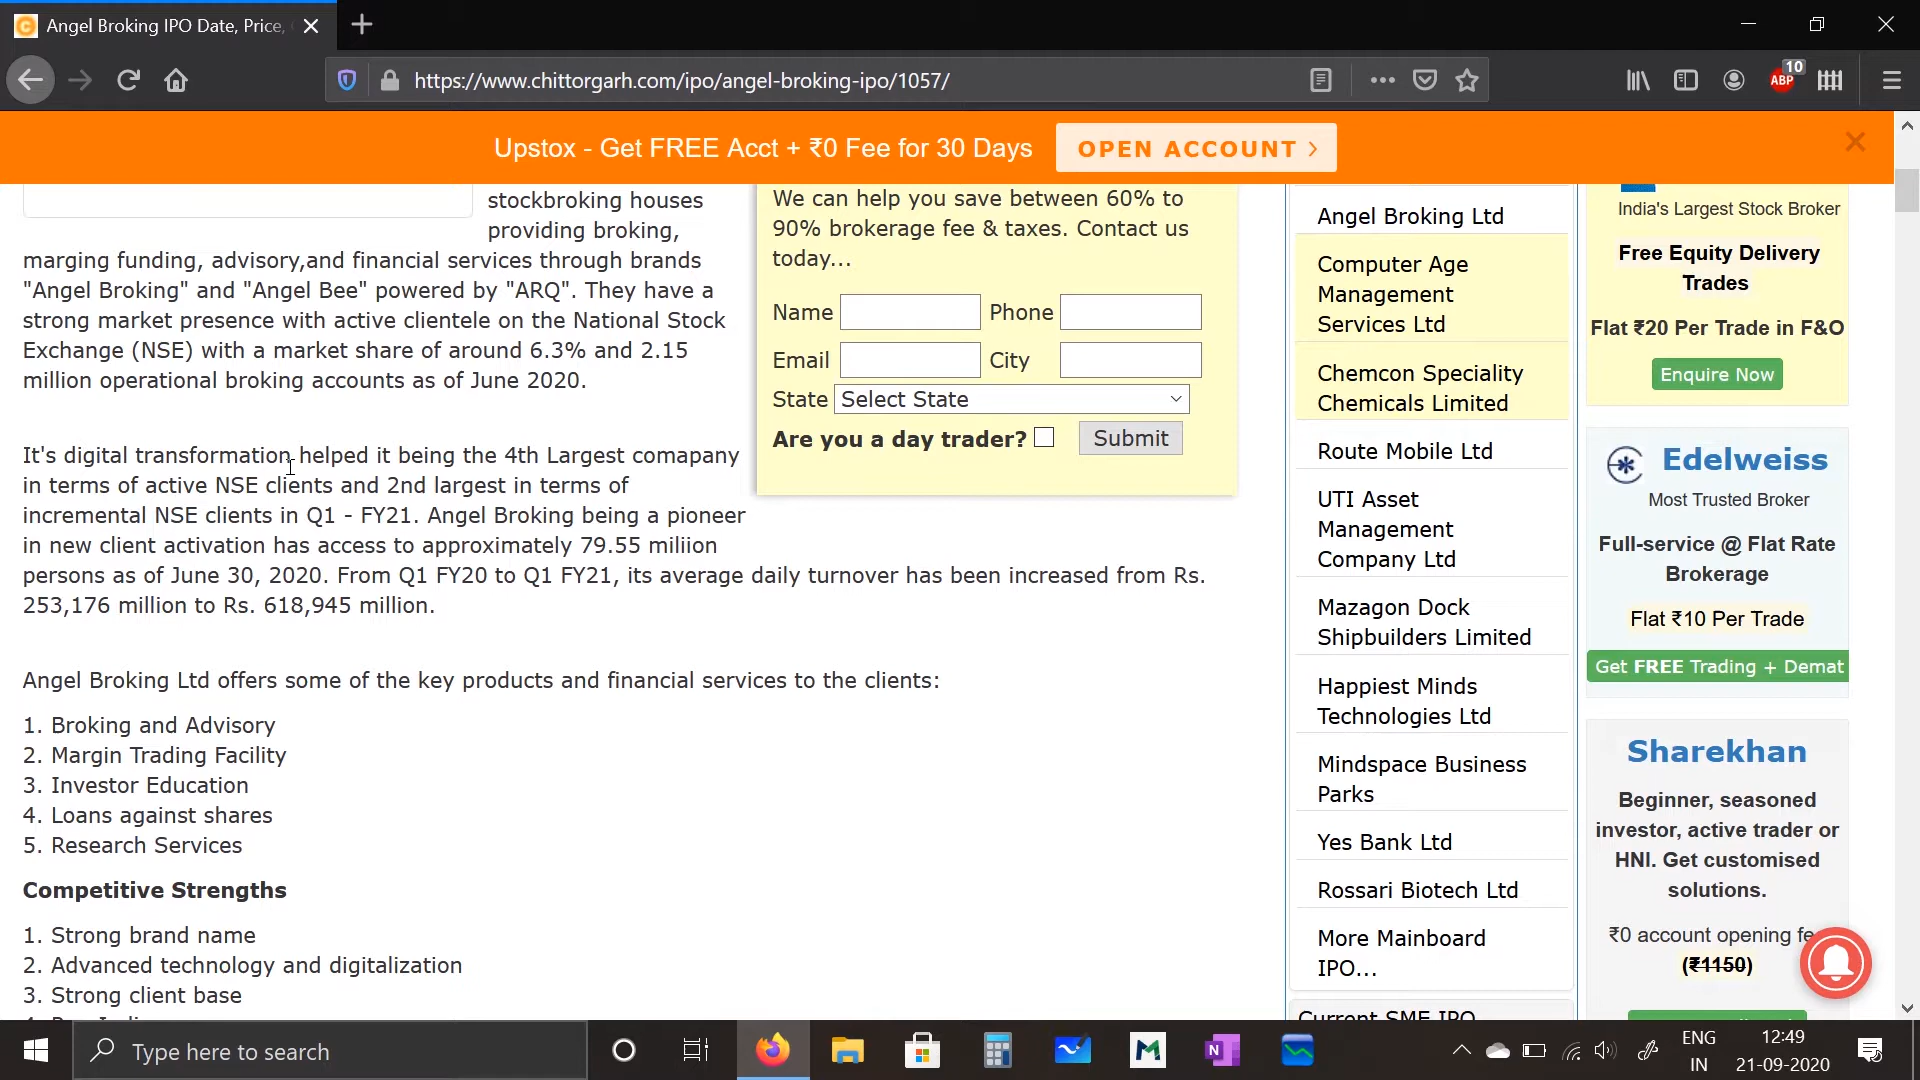 Angel Broking IPO Date, Price,
https://www.chittorgarh.com/ipo/angel-broking-ipo/1057/
ABP
10
Upstox - Get FREE Acct + ₹0 Fee for 30 Days
OPEN ACCOUNT >
stockbroking houses
providing broking,
marging funding, advisory,and financial services through brands
"Angel Broking" and "Angel Bee" powered by "ARQ". They have a
strong market presence with active clientele on the National Stock
Exchange (NSE) with a market share of around 6.3% and 2.15
million operational broking accounts as of June 2020.
It's digital transformation helped it being the 4th Largest comapany
in terms of active NSE clients and 2nd largest in terms of
incremental NSE clients in Q1 - FY21. Angel Broking being a pioneer
in new client activation has access to approximately 79.55 miliion
persons as of June 30, 2020. From Q1 FY20 to Q1 FY21, its average daily turnover has been increased from Rs.
253,176 million to Rs. 618,945 million.
Angel Broking Ltd offers some of the key products and financial services to the clients:
1. Broking and Advisory
2. Margin Trading Facility
3. Investor Education
4. Loans against shares
5. Research Services
Competitive Strengths
1. Strong brand name
2. Advanced technology and digitalization
3. Strong client base
We can help you save between 60% to
90% brokerage fee & taxes. Contact us
today...
Name
Phone
Email
City
State
Select State
Are you a day trader?
Submit
Angel Broking Ltd
Computer Age
Management
Services Ltd
Chemcon Speciality
Chemicals Limited
Route Mobile Ltd
UTI Asset
Management
Company Ltd
Mazagon Dock
Shipbuilders Limited
Happiest Minds
Technologies Ltd
Mindspace Business
Parks
Yes Bank Ltd
Rossari Biotech Ltd
More Mainboard
IPO...
Current SME IPO
India's Largest Stock Broker
Free Equity Delivery
Trades
Flat ₹20 Per Trade in F&O
Enquire Now
Edelweiss
Most Trusted Broker
Full-service @ Flat Rate
Brokerage
Flat ₹10 Per Trade
Get FREE Trading + Demat
Sharekhan
Beginner, seasoned
investor, active trader or
HNI. Get customised
solutions.
₹0 account opening fe
(₹1150)
Type here to search
N
ENG
IN
12:49
21-09-2020